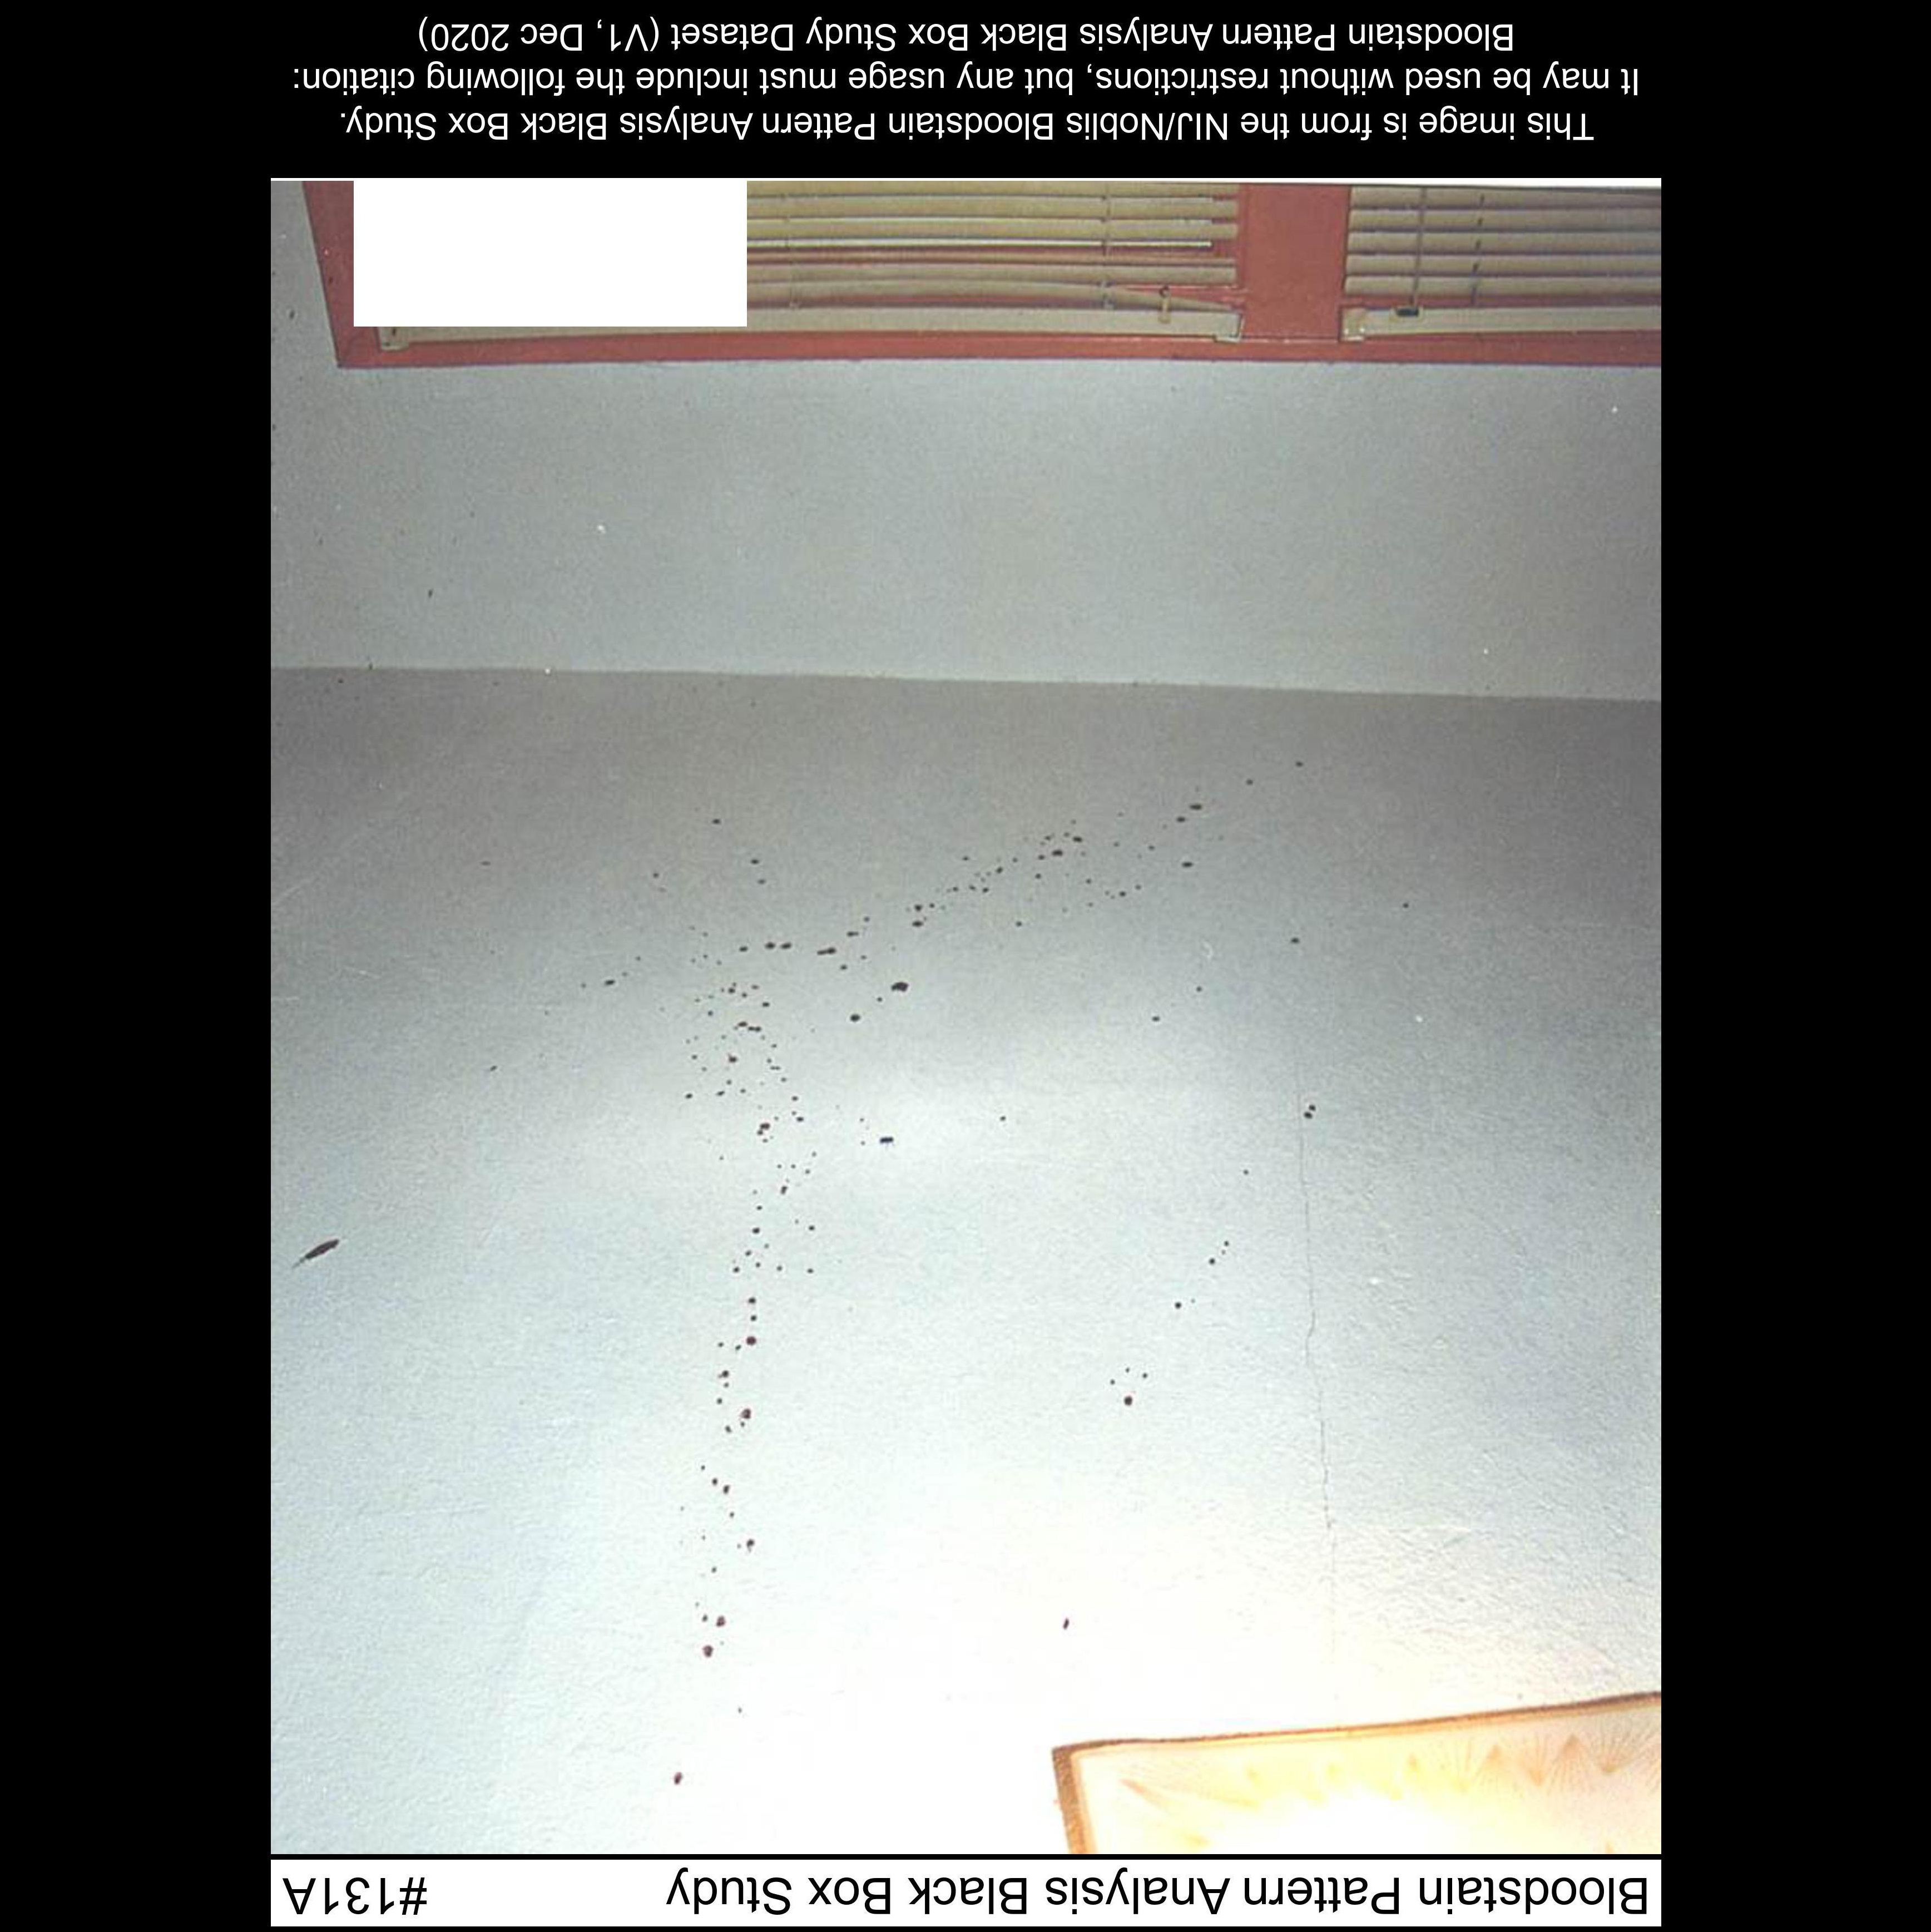 Bloodstain Pattern Analysis Black Box Study #131A
This image is from the NIJ/Noblis Bloodstain Pattern Analysis Black Box Study.
It may be used without restrictions, but any usage must include the following citation:
Bloodstain Pattern Analysis Black Box Study Dataset (V1, Dec 2020)